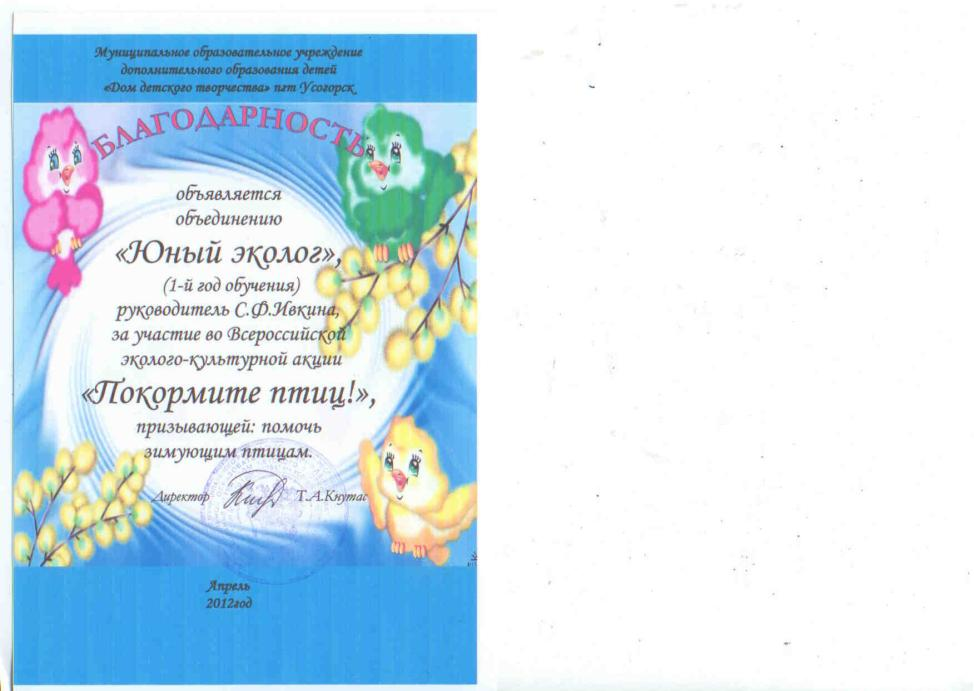 Муниципальное образовательное учреждение
дополнительного образования детей
«Дом детского творчества» пгт Усогорск
БЛАГОДАРНОСТЬ
объявляется
объединению
«Юный эколог»,
(1-й год обучения)
руководитель С.Ф.Ивкина,
за участие во Всероссийской
эколого-культурной акции
«Покормите птиц!»,
призывающей: помочь
зимующим птицам.
Директор Т.А.Кнутас
Апрель
2012год